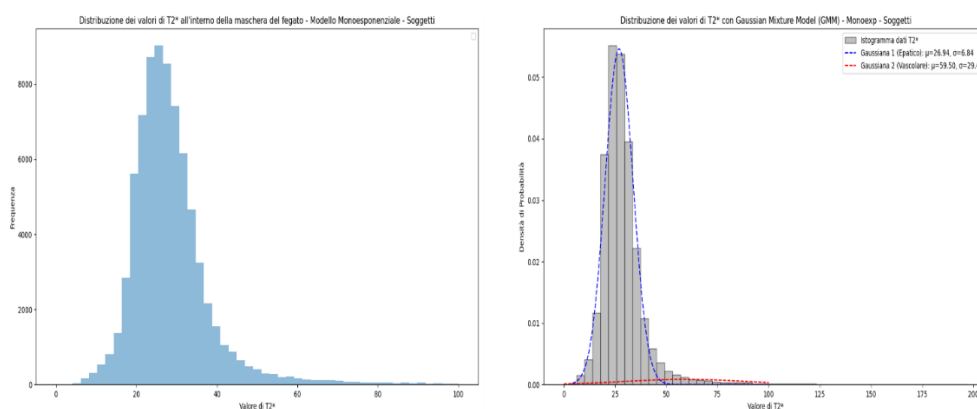 Distribuzione dei valori di T2* all'interno della maschera del fegato - Modello Monoesponenziale - Soggetti
Frequenza
8000
6000
4000
2000
0
0 20 40 60 80 100
Valore di T2*
Distribuzione dei valori di T2* con Gaussian Mixture Model (GMM) - Monoexp - Soggetti
Istogramma dati T2*
Gaussiana 1 (Epatico): μ=26.94, σ=6.84
Gaussiana 2 (Vascolare): μ=59.50, σ=29.
Densità di Probabilità
0.05
0.04
0.03
0.02
0.01
0.00
0 25 50 75 100 125 150 175 200
Valore di T2*